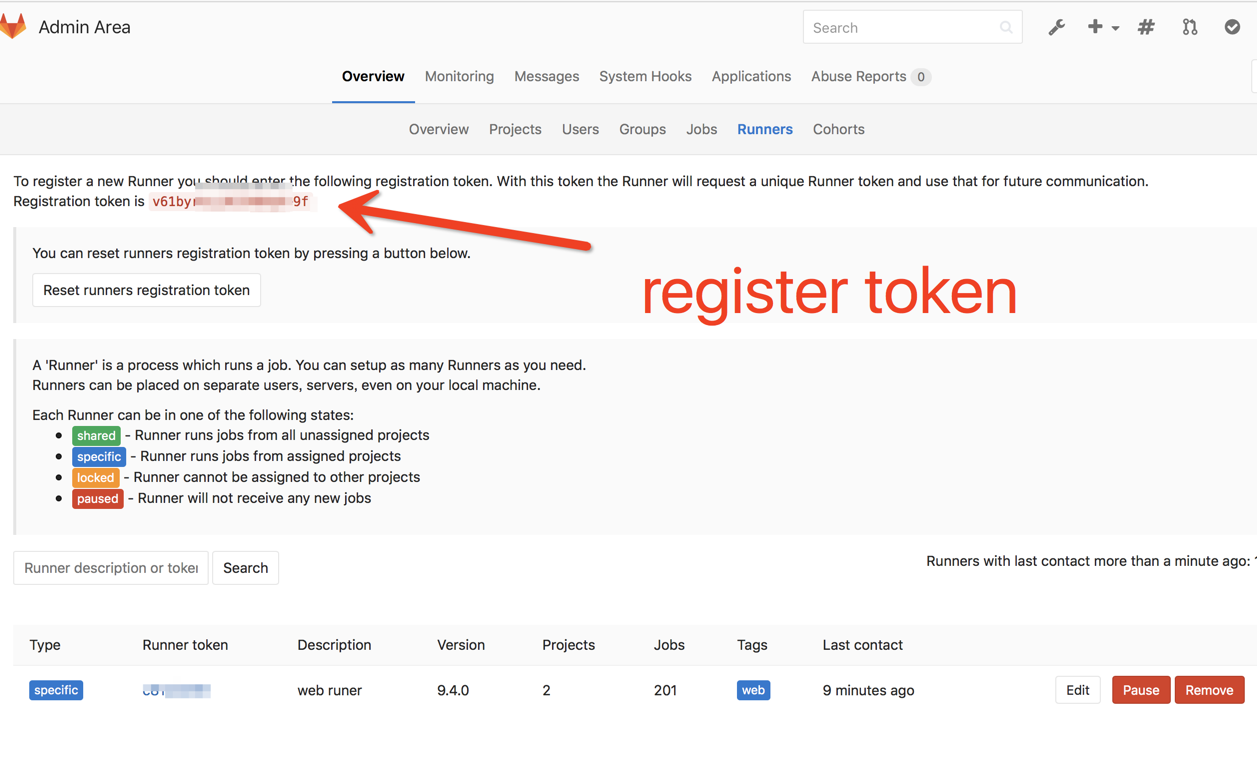 Admin Area
Search
Overview Monitoring Messages System Hooks Applications Abuse Reports 0
Overview Projects Users Groups Jobs Runners Cohorts
To register a new Runner you should enter the following registration token. With this token the Runner will request a unique Runner token and use that for future communication.
Registration token is
You can reset runners registration token by pressing a button below.
Reset runners registration token
register token
A 'Runner' is a process which runs a job. You can setup as many Runners as you need.
Runners can be placed on separate users, servers, even on your local machine.
Each Runner can be in one of the following states:
shared - Runner runs jobs from all unassigned projects
specific - Runner runs jobs from assigned projects
locked - Runner cannot be assigned to other projects
paused - Runner will not receive any new jobs
Runner description or token Search
Runners with last contact more than a minute ago:
Type Runner token Description Version Projects Jobs Tags Last contact
specific web runer 9.4.0 2 201 web 9 minutes ago Edit Pause Remove